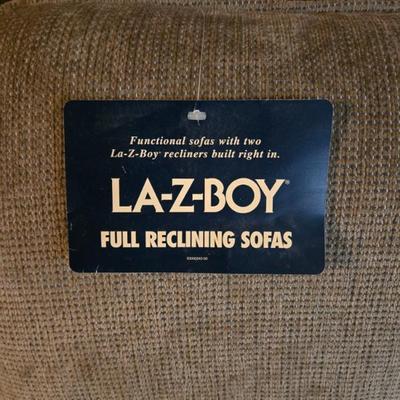 Functional sofas with two
La-Z-Boy® recliners built right in.
LA-Z-BOY®
FULL RECLINING SOFAS